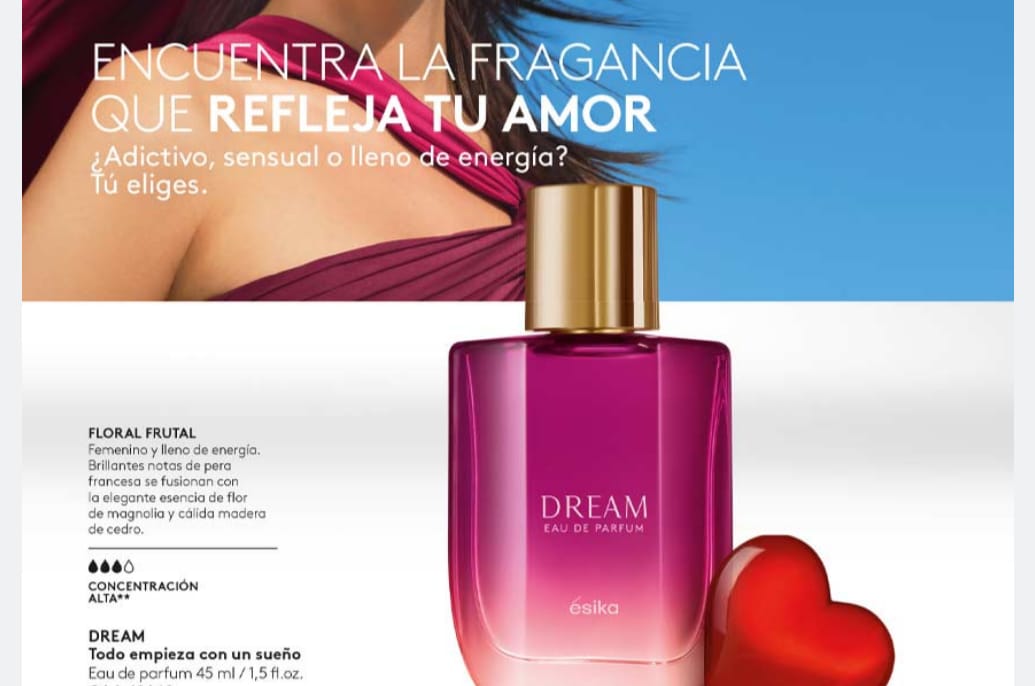 ENCUENTRA LA FRAGANCIA
QUE REFLEJA TU AMOR
¿Adictivo, sensual o lleno de energía?
Tú eliges.
FLORAL FRUTAL
Femenino y lleno de energía.
Brillantes notas de pera
francesa se fusionan con
la elegante esencia de flor
de magnolia y cálida madera
de cedro.
CONCENTRACIÓN
ALTA**
DREAM
Todo empieza con un sueño
Eau de parfum 45 ml / 1,5 fl.oz.
DREAM
EAU DE PARFUM
ésika